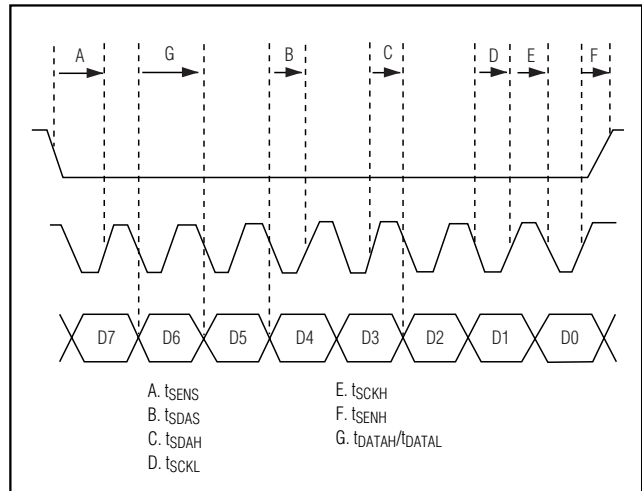 A G B C D E F
D7 D6 D5 D4 D3 D2 D1 D0
A. tSENS
B. tSDAS
C. tSDAH
D. tSCKL
E. tSCKH
F. tSENH
G. tDATAH/tDATAL